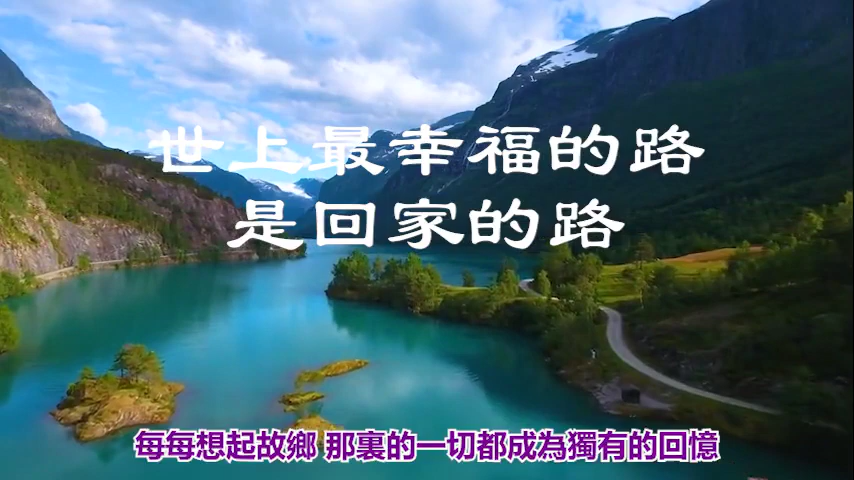 世上最幸福的路
是回家的路
每每想起故鄉 那裏的一切都成為獨有的回憶